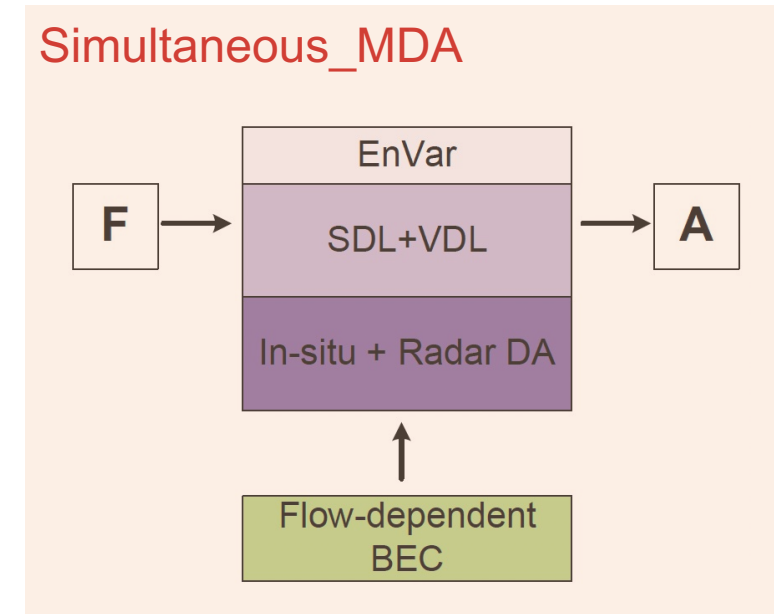 Simultaneous_MDA
EnVar
F
SDL+VDL
A
In-situ + Radar DA
Flow-dependent
BEC